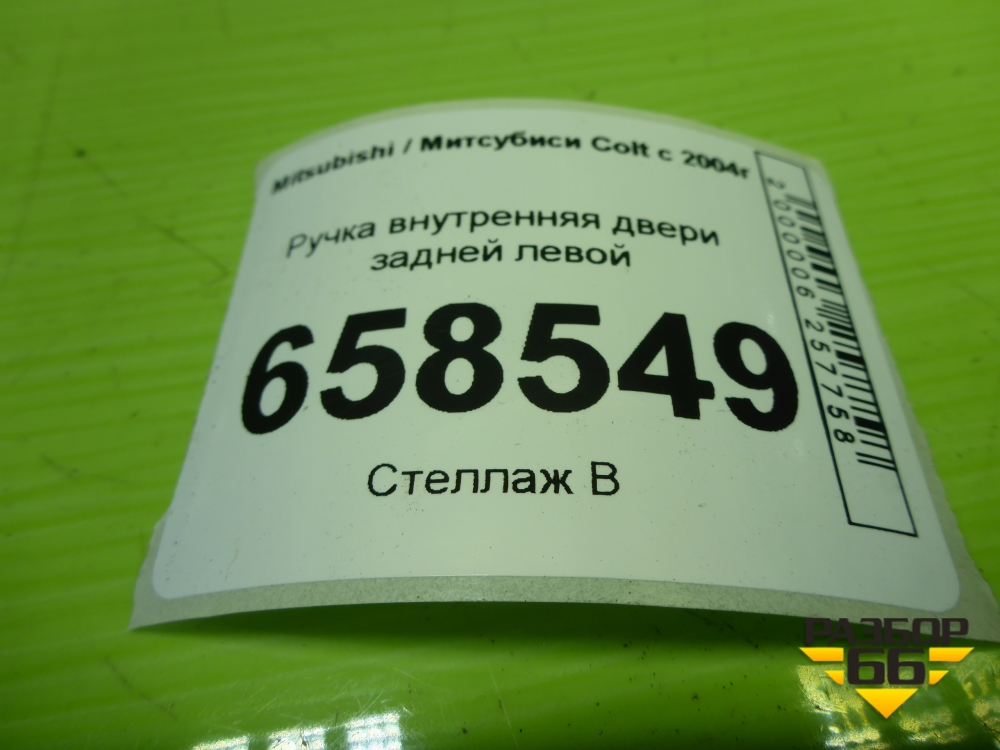 Mitsubishi / Митсубиси Colt с 2004г
Ручка внутренняя двери
задней левой
658549
Стеллаж В
2000006257758
РАЗБОР
66